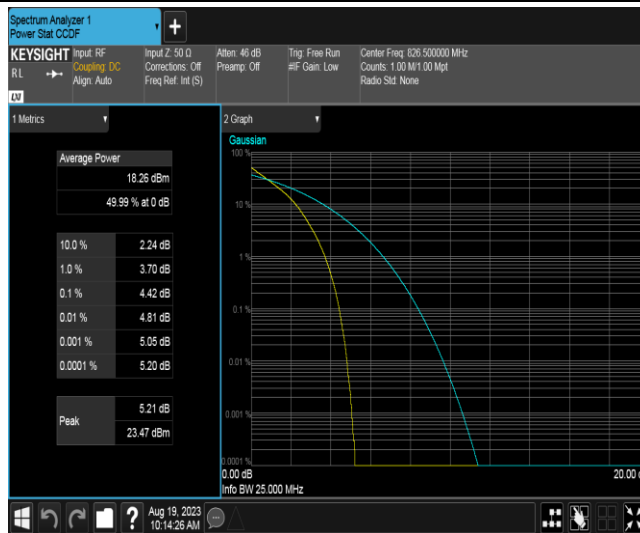 Spectrum Analyzer 1
Power Stat CCDF
+
KEYSIGHT
RL
Input: RF
Coupling: DC
Align: Auto
Input Z: 50 Ω
Corrections: Off
Freq Ref: Int (S)
Atten: 46 dB
Preamp: Off
Trig: Free Run
#IF Gain: Low
Center Freq: 826.500000 MHz
Counts: 1.00 M/1.00 Mpt
Radio Std: None
1 Metrics
Average Power
18.26 dBm
49.99 % at 0 dB
10.0 % 2.24 dB
1.0 % 3.70 dB
0.1 % 4.42 dB
0.01 % 4.81 dB
0.001 % 5.05 dB
0.0001 % 5.20 dB
Peak
5.21 dB
23.47 dBm
2 Graph
Gaussian
100 %
10 %
1 %
0.1 %
0.01 %
0.001 %
0.0001 %
0.00 dB
20.00 d
Info BW 25.000 MHz
?
Aug 19, 2023
10:14:26 AM